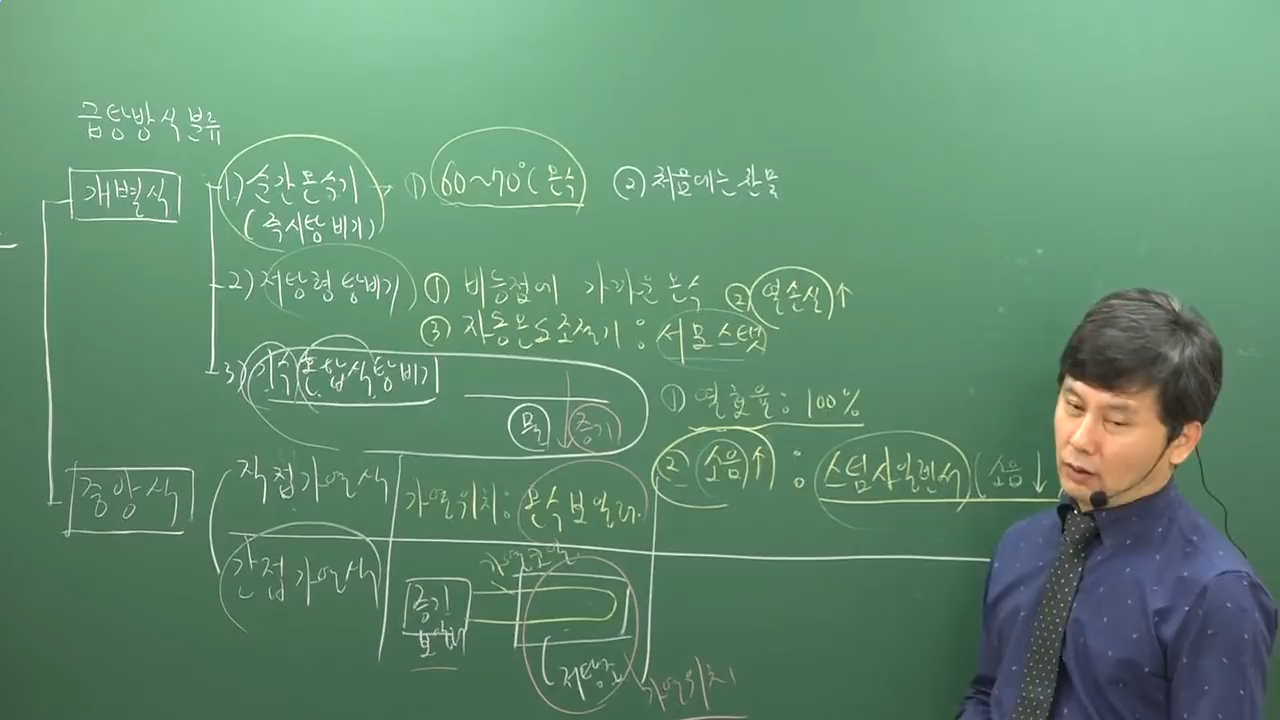 급탕방식 분류
개별식
1) 순간온수기 → ① 60~70℃ 온수 ② 처음에는 찬물
(즉시탕비기)
2) 저탕형 탕비기 ① 비등점에 가까운 온수 ② 열손실↑
③ 자동온도조절기 : 서모스탯
3) 기수혼합식탕비기
물 증기
① 열효율 : 100%
② 소음↑ : 스팀사일렌서 (소음↓
중앙식
직접가열식 가열위치 : 온수보일러
간접가열식
가열코일
증기
보일러
(저탕조
가열위치